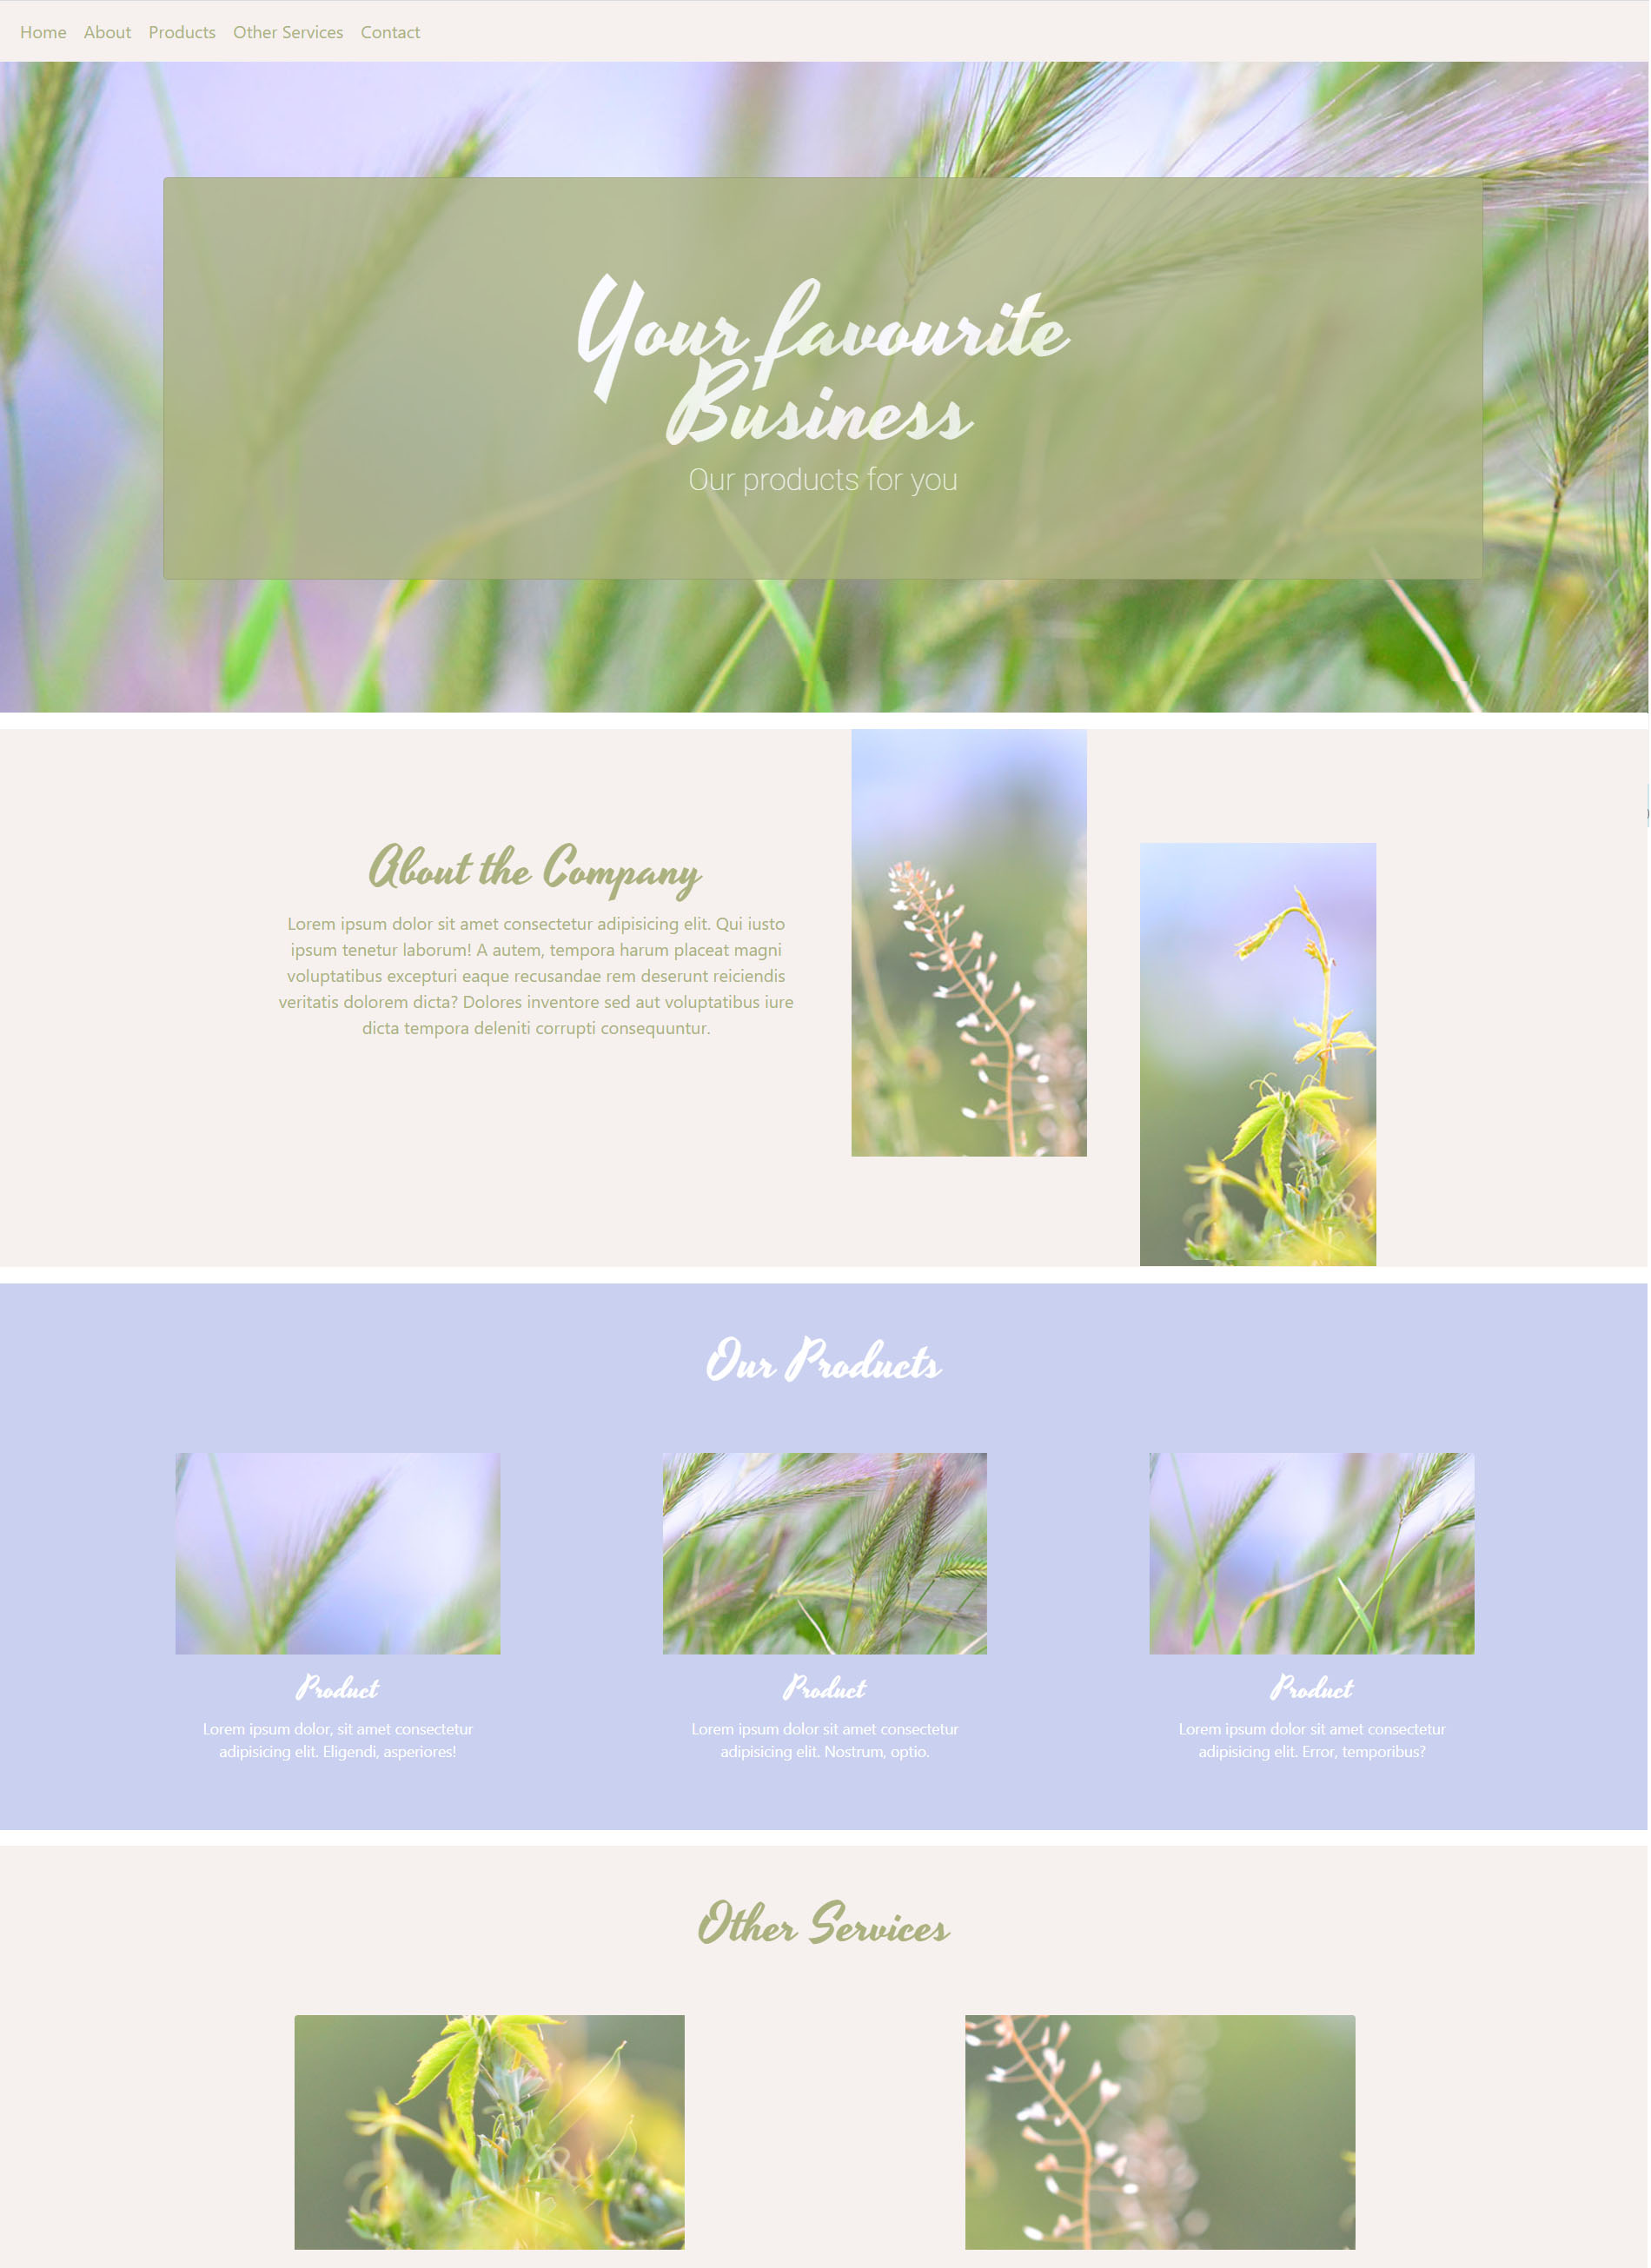 Home About Products Other Services Contact
Your favourite
Business
Our products for you
About the Company
Lorem ipsum dolor sit amet consectetur adipisicing elit. Qui iusto
ipsum tenetur laborum! A autem, tempora harum placeat magni
voluptatibus excepturi eaque recusandae rem deserunt reiciendis
veritatis dolorem dicta? Dolores inventore sed aut voluptatibus iure
dicta tempora deleniti corrupti consequuntur.
Our Products
Product
Lorem ipsum dolor, sit amet consectetur
adipisicing elit. Eligendi, asperiores!
Product
Lorem ipsum dolor sit amet consectetur
adipisicing elit. Nostrum, optio.
Product
Lorem ipsum dolor sit amet consectetur
adipisicing elit. Error, temporibus?
Other Services